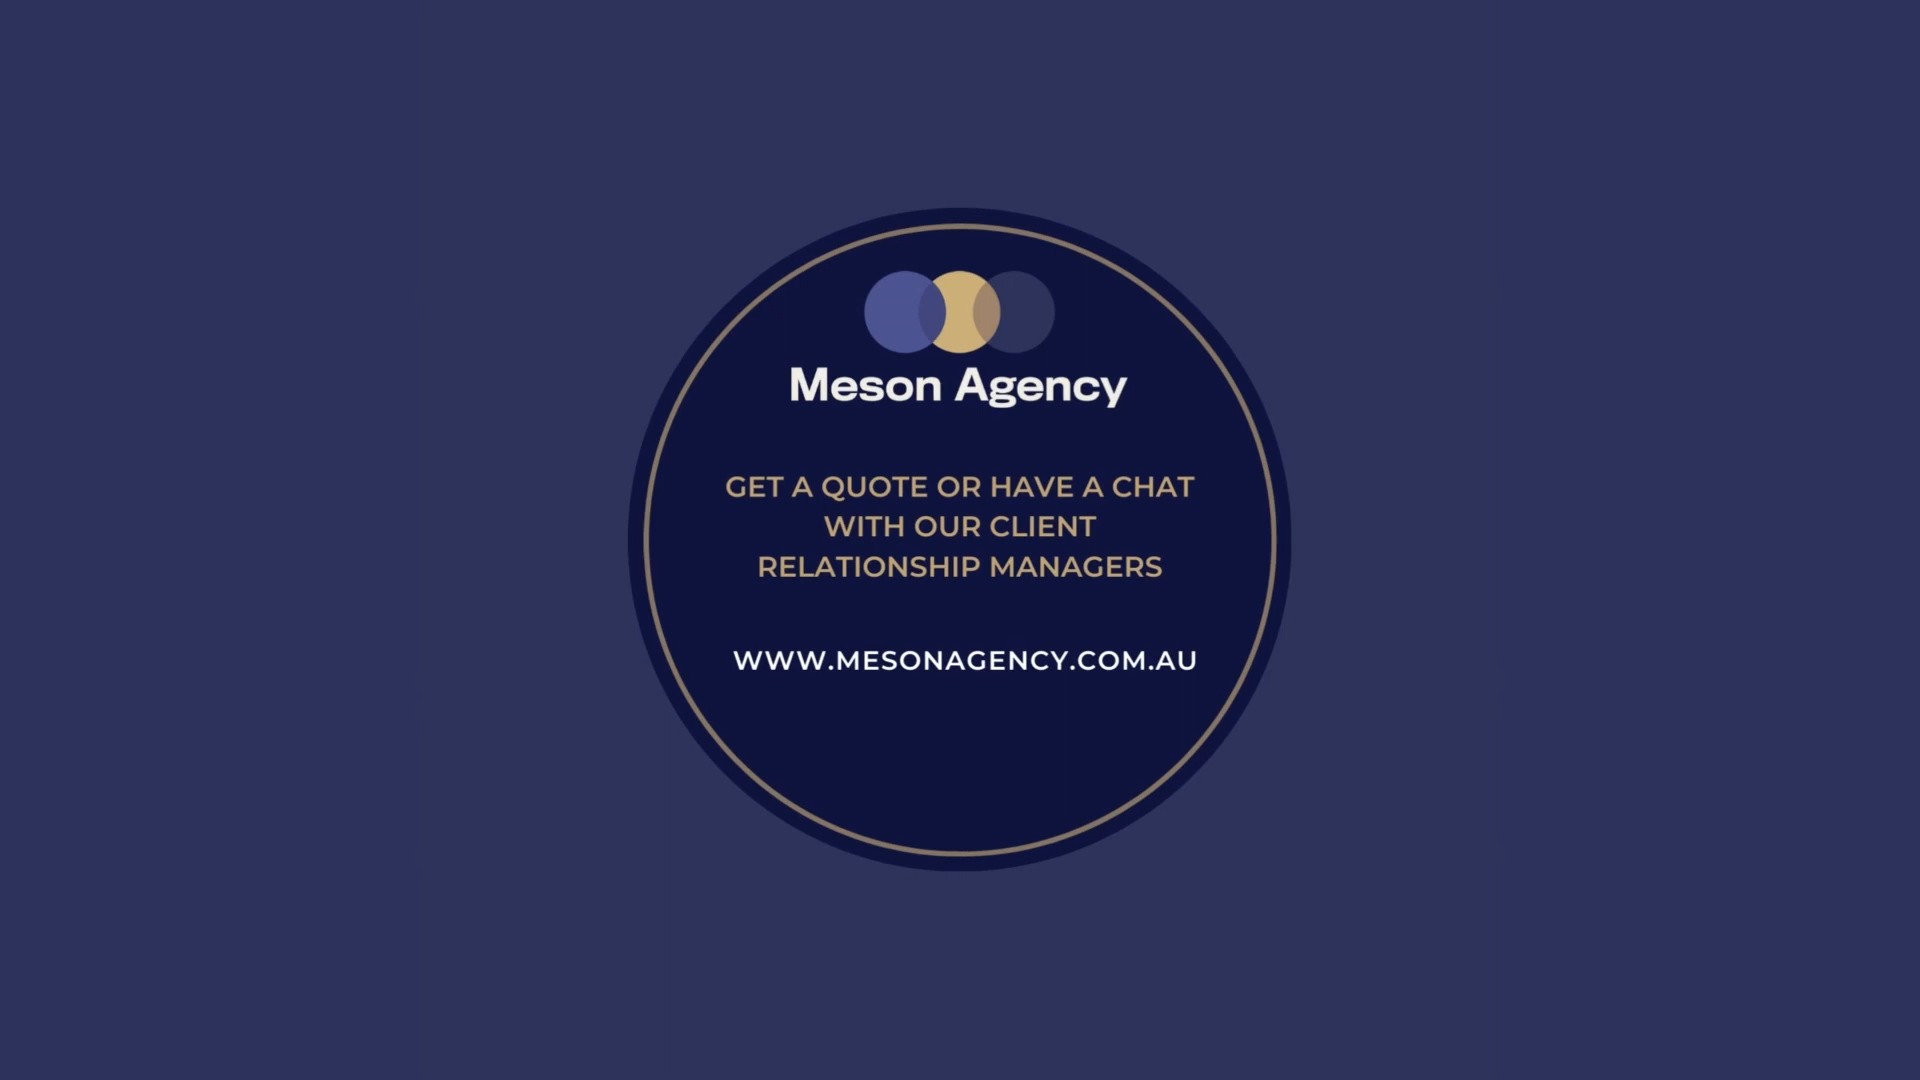 Meson Agency
GET A QUOTE OR HAVE A CHAT
WITH OUR CLIENT
RELATIONSHIP MANAGERS
WWW.MESONAGENCY.COM.AU